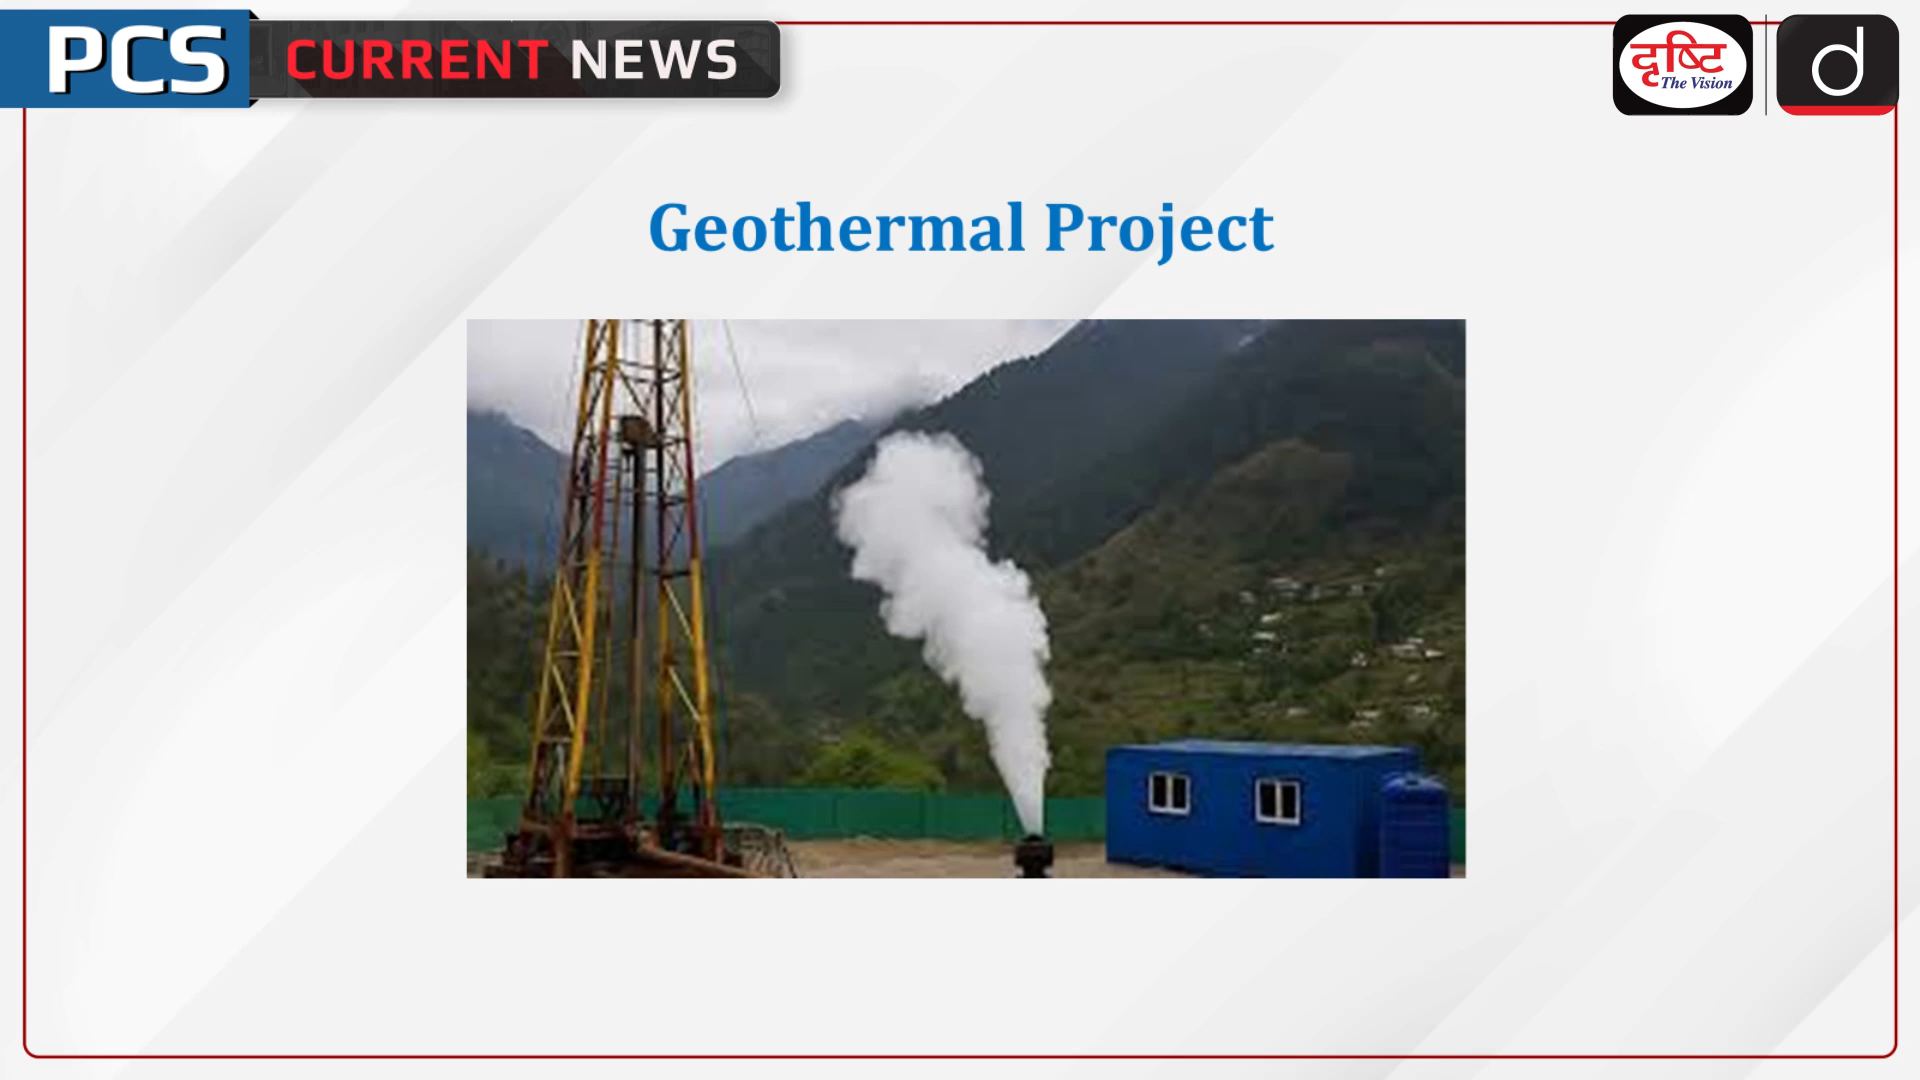 PCS CURRENT NEWS
दृष्टि
The Vision
d
Geothermal Project